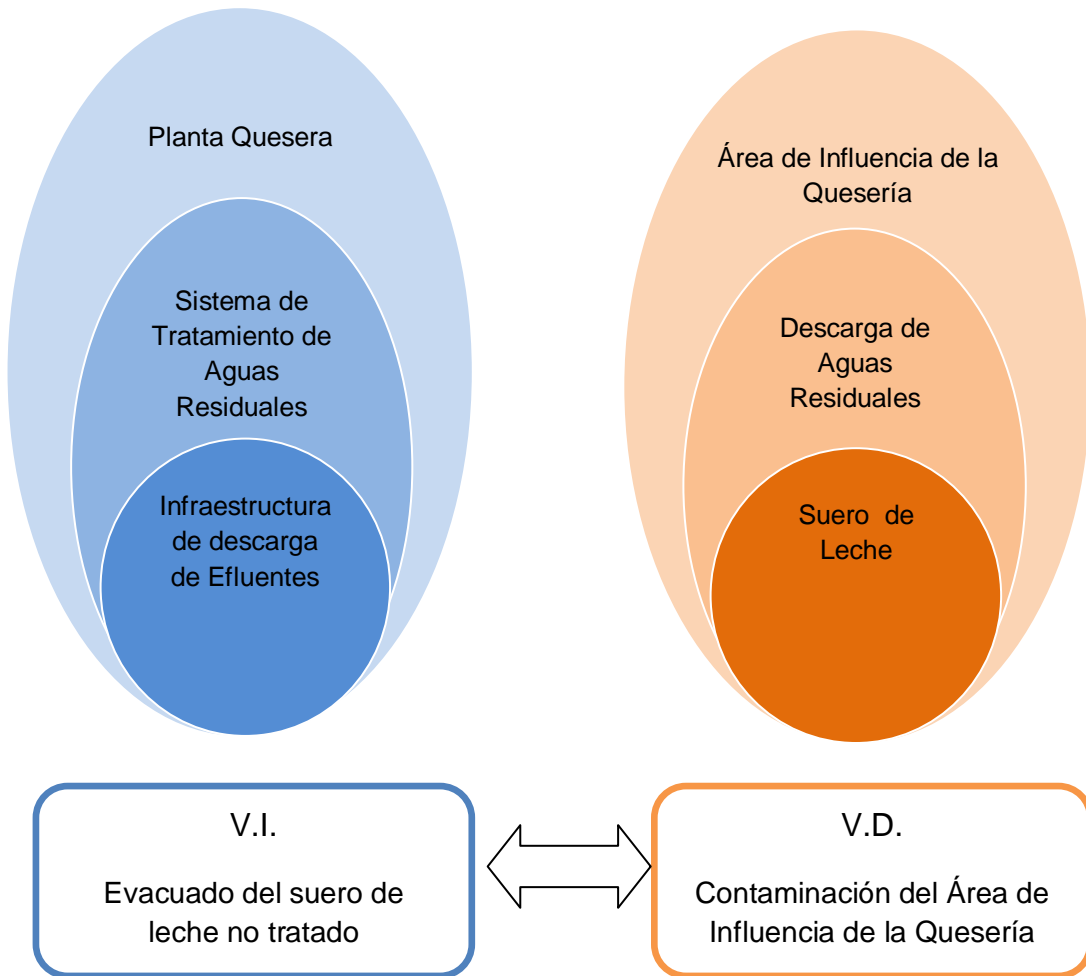 Planta Quesera
Sistema de
Tratamiento de
Aguas
Residuales
Infraestructura
de descarga
de Efluentes
Área de Influencia de la
Quesería
Descarga de
Aguas
Residuales
Suero de
Leche
V.I.
Evacuado del suero de
leche no tratado
V.D.
Contaminación del Área de
Influencia de la Quesería